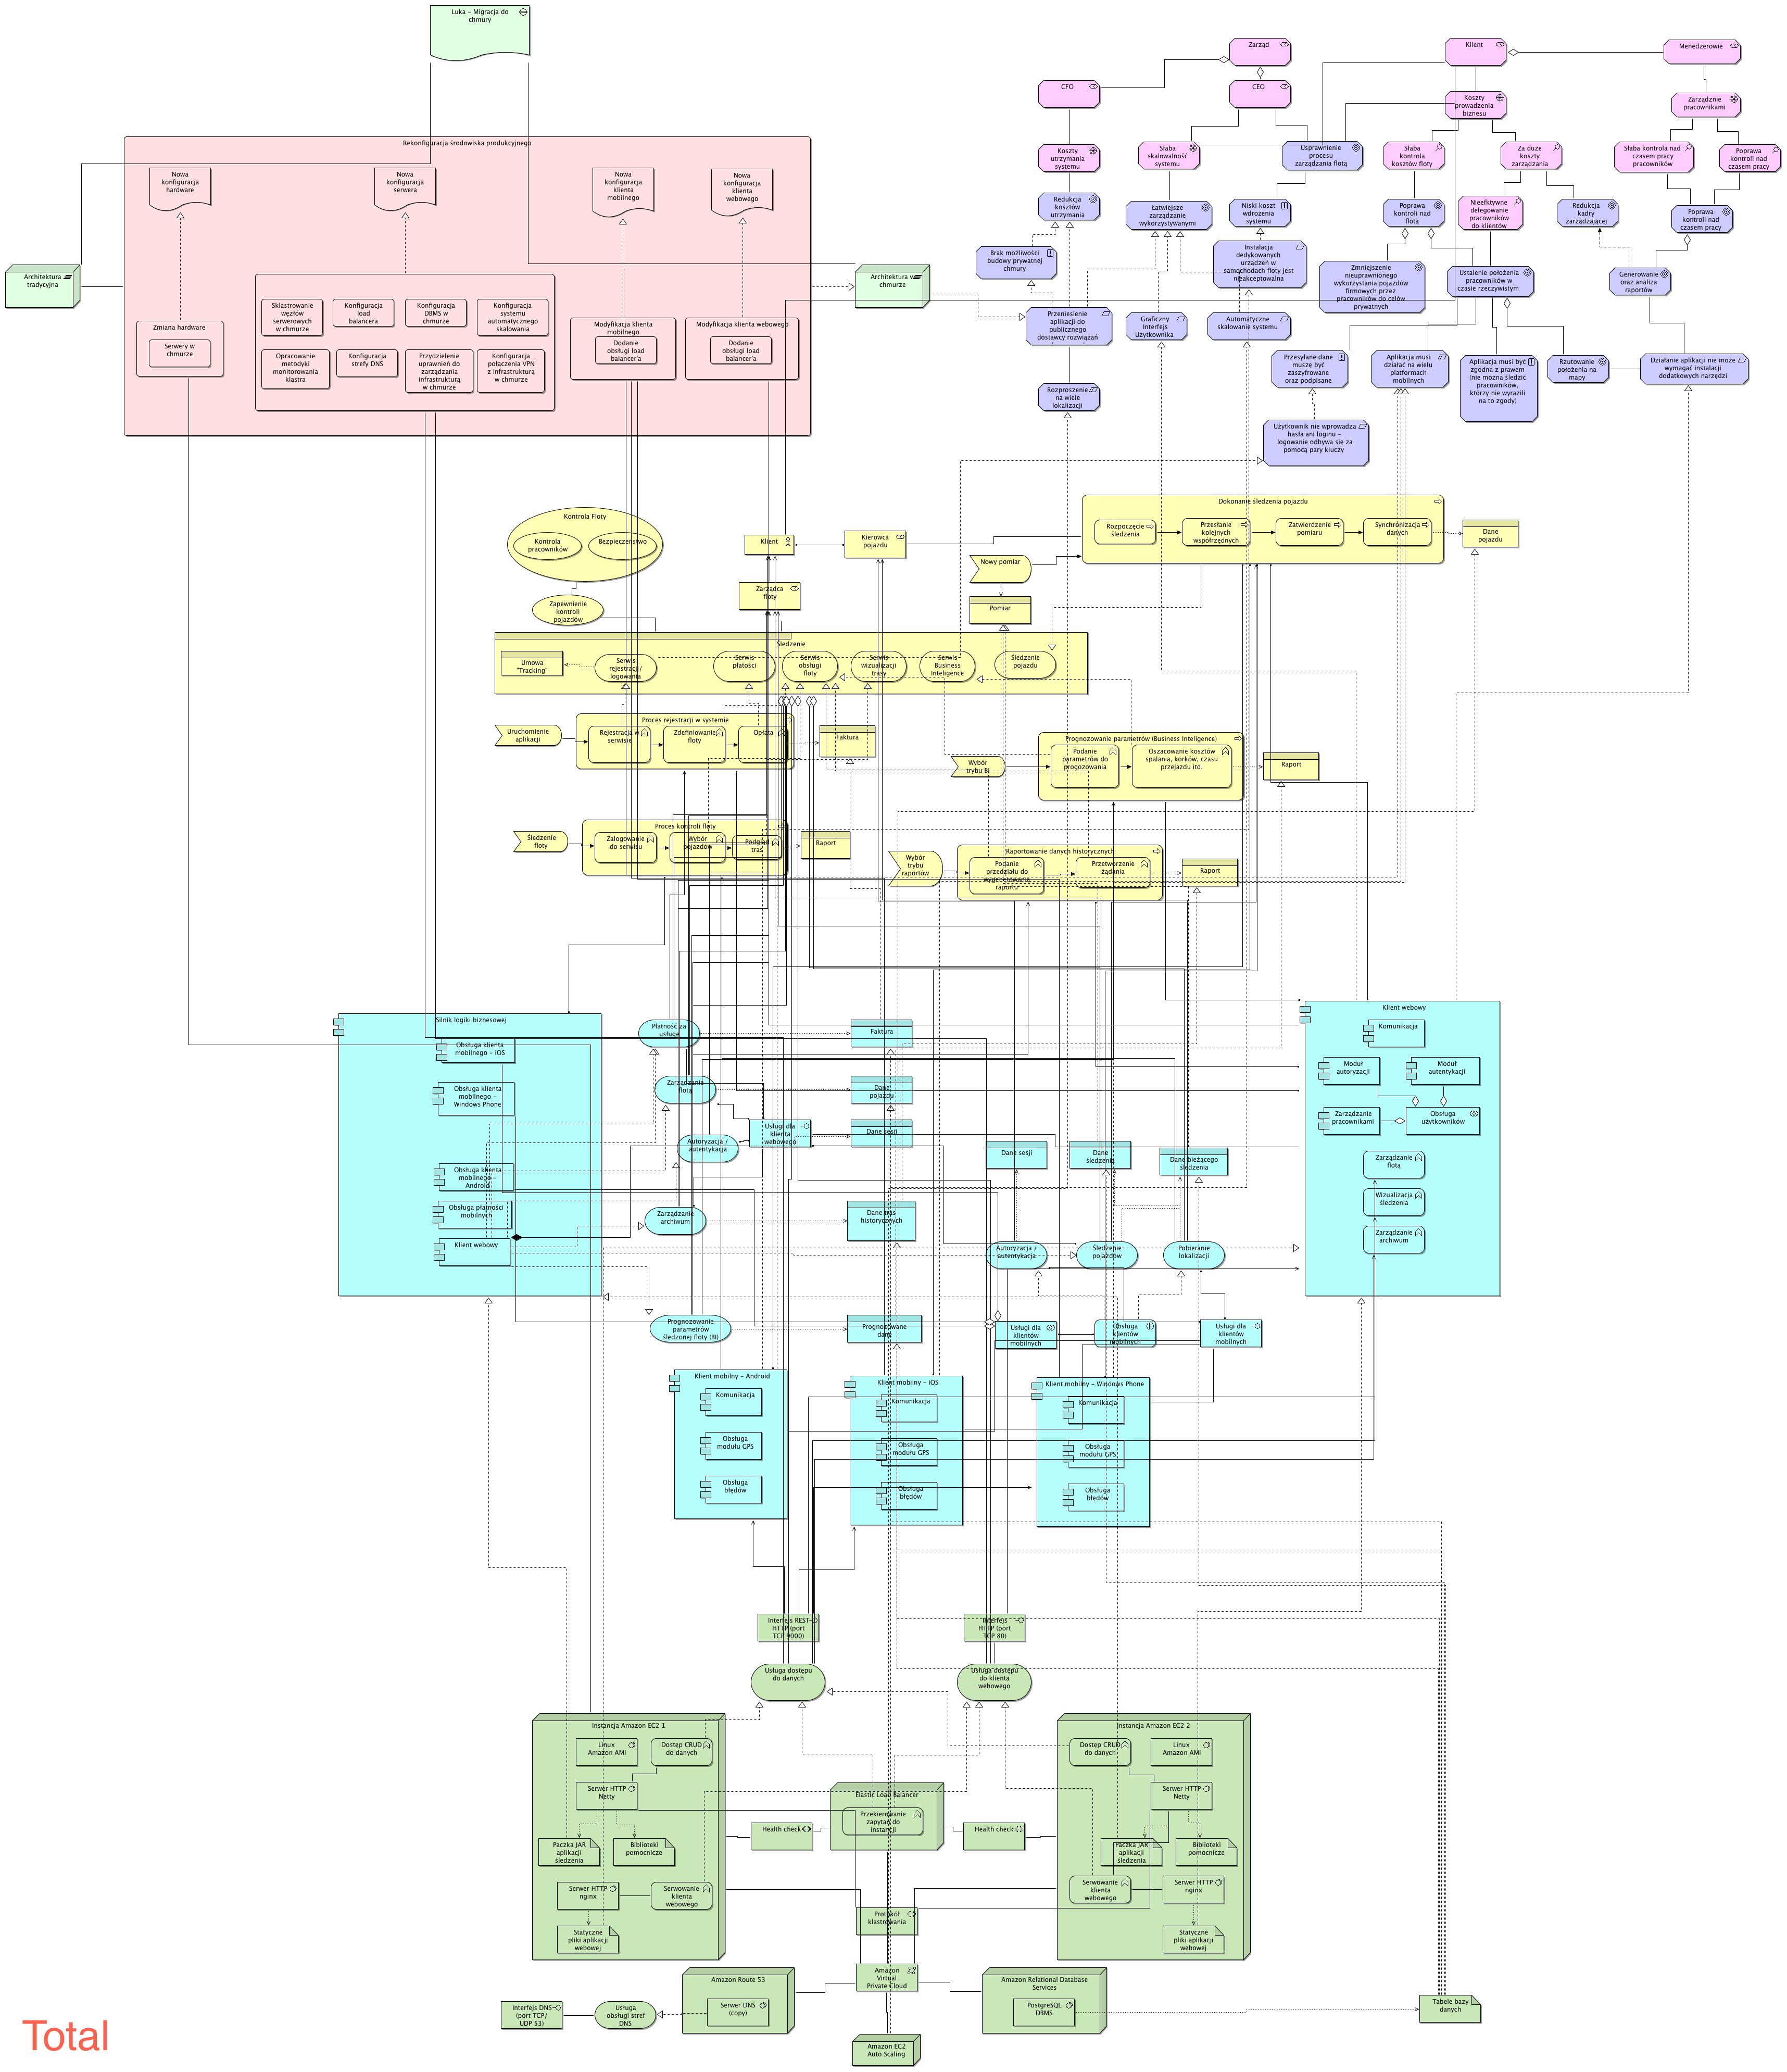 Luka - Migracja do
chmury
Zarząd
Klient
Menedżerowie
CFO
CEO
Koszty
prowadzenia
biznesu
Zarządznie
pracownikami
Koszty
utrzymania
systemu
Słaba
skalowalność
systemu
Usprawnienie
procesu
zarządzania flotą
Słaba
kontrola
kosztów floty
Za duże
koszty
zarządzania
Słaba kontrola nad
czasem pracy
pracowników
Poprawa
kontroli nad
czasem pracy
Rekonfiguracja środowiska produkcyjnego
Nowa
konfiguracja
hardware
Nowa
konfiguracja
serwera
Nowa
konfiguracja
klienta
mobilnego
Nowa
konfiguracja
klienta
webowego
Redukcja
kosztów
utrzymania
Łatwiejsze
zarządzanie
wykorzystywanymi
Niski koszt
wdrożenia
systemu
Poprawa
kontroli nad
flotą
Nieefktywne
delegowanie
pracowników
do klientów
Redukcja
kadry
zarządzającej
Poprawa
kontroli nad
czasem pracy
Brak możliwości
budowy prywatnej
chmury
Instalacja
dedykowanych
urządzeń w
samochodach floty jest
nieakceptowalna
Zmniejszenie
nieuprawnionego
wykorzystania pojazdów
firmowych przez
pracowników do celów
prywatnych
Ustalenie położenia
pracowników w
czasie rzeczywistym
Generowanie
oraz analiza
raportów
Architektura
tradycyjna
Architektura w
chmurze
Sklastrowanie
węzłów
serwerowych
w chmurze
Konfiguracja
load
balancera
Konfiguracja
DBMS w
chmurze
Konfiguracja
systemu
automatycznego
skalowania
Opracowanie
metodyki
monitorowania
klastra
Konfiguracja
strefy DNS
Przydzielenie
uprawnień do
zarządzania
infrastrukturą
w chmurze
Konfiguracja
połączenia VPN
z infrastrukturą
w chmurze
Zmiana hardware
Serwery w
chmurze
Modyfikacja klienta
mobilnego
Dodanie
obsługi load
balancer'a
Modyfikacja klienta webowego
Dodanie
obsługi load
balancer'a
Przeniesienie
aplikacji do
publicznego
dostawcy rozwiązań
Graficzny
Interfejs
Użytkownika
Automatyczne
skalowanie systemu
Przesyłane dane
muszę być
zaszyfrowane
oraz podpisane
Aplikacja musi
działać na wielu
platformach
mobilnych
Aplikacja musi być
zgodna z prawem
(nie można śledzić
pracowników,
którzy nie wyrazili
na to zgody)
Rzutowanie
położenia na
mapy
Działanie aplikacji nie może
wymagać instalacji
dodatkowych narzędzi
Rozproszenie
na wiele
lokalizacji
Użytkownik nie wprowadza
hasła ani loginu -
logowanie odbywa się za
pomocą pary kluczy
Kontrola Floty
Kontrola
pracowników
Bezpieczeństwo
Klient
Kierowca
pojazdu
Dokonanie śledzenia pojazdu
Rozpoczęcie
śledzenia
Przesłanie
kolejnych
współrzędnych
Zatwierdzenie
pomiaru
Synchronizacja
danych
Dane
pojazdu
Nowy pomiar
Zapewnienie
kontroli
pojazdów
Zarządca
floty
Pomiar
Śledzenie
Umowa
"Tracking"
Serwis
rejestracji/
logowania
Serwis
płatości
Serwis
obsługi
floty
Serwis
wizualizacji
trasy
Serwis
Business
Inteligence
Śledzenie
pojazdu
Uruchomienie
aplikacji
Proces rejestracji w systemie
Rejestracja w
serwisie
Zdefiniowanie
floty
Opłata
Faktura
Wybór
trybu BI
Prognozowanie parametrów (Business Inteligence)
Podanie
parametrów do
progozowania
Oszacowanie kosztów
spalania, korków, czasu
przejazdu itd.
Raport
Śledzenie
floty
Proces kontroli floty
Zalogowanie
do serwisu
Wybór
pojazdów
Podgląd
tras
Raport
Wybór
trybu
raportów
Raportowanie danych historycznych
Podanie
przedziału do
wygenerowania
raportu
Przetworzenie
żądania
Raport
Silnik logiki biznesowej
Obsługa klienta
mobilnego - iOS
Obsługa klienta
mobilnego -
Windows Phone
Obsługa klienta
mobilnego -
Android
Obsługa płatności
mobilnych
Klient webowy
Płatność za
usługę
Zarządzanie
flotą
Autoryzacja /
autentykacja
Zarządzanie
archiwum
Prognozowanie
parametrów
śledzonej floty (BI)
Usługi dla
klienta
webowego
Faktura
Dane
pojazdu
Dane sesji
Dane tras
historycznych
Prognozowane
dane
Dane sesji
Dane
śledzenia
Dane bieżącego
śledzenia
Autoryzacja /
autentykacja
Śledzenie
pojazdów
Pobieranie
lokalizacji
Usługi dla
klientów
mobilnych
Obsługa
klientów
mobilnych
Usługi dla
klientów
mobilnych
Klient webowy
Komunikacja
Moduł
autoryzacji
Moduł
autentykacji
Zarządzanie
pracownikami
Obsługa
użytkowników
Zarządzanie
flotą
Wizualizacja
śledzenia
Zarządzanie
archiwum
Klient mobilny - Android
Komunikacja
Obsługa
modułu GPS
Obsługa
błędów
Klient mobilny - iOS
Komunikacja
Obsługa
modułu GPS
Obsługa
błędów
Klient mobilny - Windows Phone
Komunikacja
Obsługa
modułu GPS
Obsługa
błędów
Interfejs REST
HTTP (port
TCP 9000)
Interfejs
HTTP (port
TCP 80)
Usługa dostępu
do danych
Usługa dostępu
do klienta
webowego
Instancja Amazon EC2 1
Linux
Amazon AMI
Dostęp CRUD
do danych
Serwer HTTP
Netty
Paczka JAR
aplikacji
śledzenia
Biblioteki
pomocnicze
Serwer HTTP
nginx
Serwowanie
klienta
webowego
Statyczne
pliki aplikacji
webowej
Health check
Elastic Load Balancer
Przekierowanie
zapytań do
instancji
Health check
Instancja Amazon EC2 2
Dostęp CRUD
do danych
Linux
Amazon AMI
Serwer HTTP
Netty
Paczka JAR
aplikacji
śledzenia
Biblioteki
pomocnicze
Serwowanie
klienta
webowego
Serwer HTTP
nginx
Statyczne
pliki aplikacji
webowej
Protokół
klastrowania
Amazon
Virtual
Private Cloud
Amazon Route 53
Serwer DNS
(copy)
Interfejs DNS
(port TCP/
UDP 53)
Usługa
obsługi stref
DNS
Amazon Relational Database
Services
PostgreSQL
DBMS
Tabele bazy
danych
Amazon EC2
Auto Scaling
Total